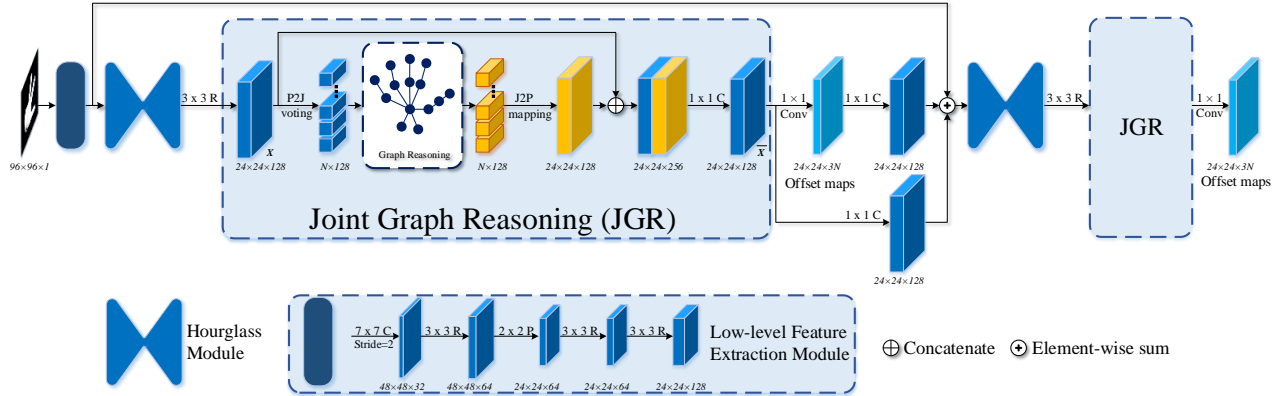 96×96×1
3 x 3 R
X
24×24×128
P2J
voting
N×128
Graph Reasoning
J2P
mapping
N×128
24×24×128
24×24×256
1 x 1 C
X
24×24×128
Joint Graph Reasoning (JGR)
1 × 1
Conv
24×24×3N
Offset maps
1 x 1 C
24×24×128
1 x 1 C
24×24×128
3 x 3 R
JGR
1 × 1
Conv
24×24×3N
Offset maps
Hourglass
Module
7 x 7 C
Stride=2
48×48×32
3 x 3 R
48×48×64
2 x 2 P
24×24×64
3 x 3 R
24×24×64
3 x 3 R
24×24×128
Low-level Feature
Extraction Module
Concatenate
Element-wise sum